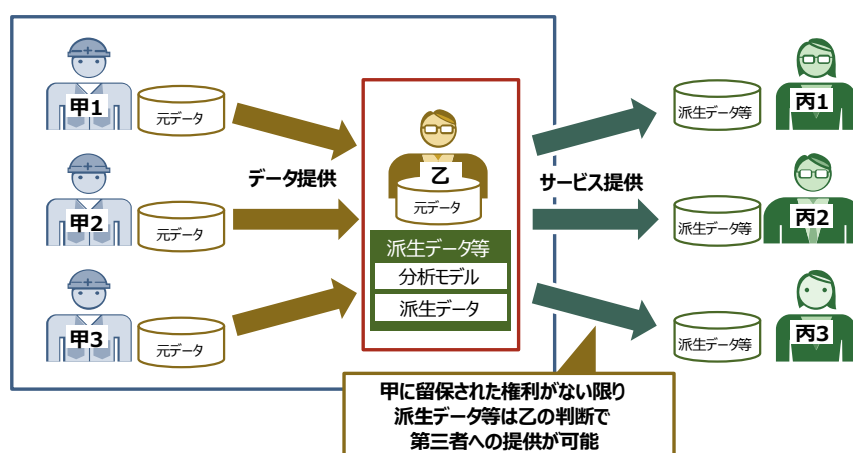 甲1
元データ
甲2
元データ
甲3
元データ
データ提供
乙
元データ
派生データ等
分析モデル
派生データ
サービス提供
派生データ等
丙1
派生データ等
丙2
派生データ等
丙3
甲に留保された権利がない限り
派生データ等は乙の判断で
第三者への提供が可能